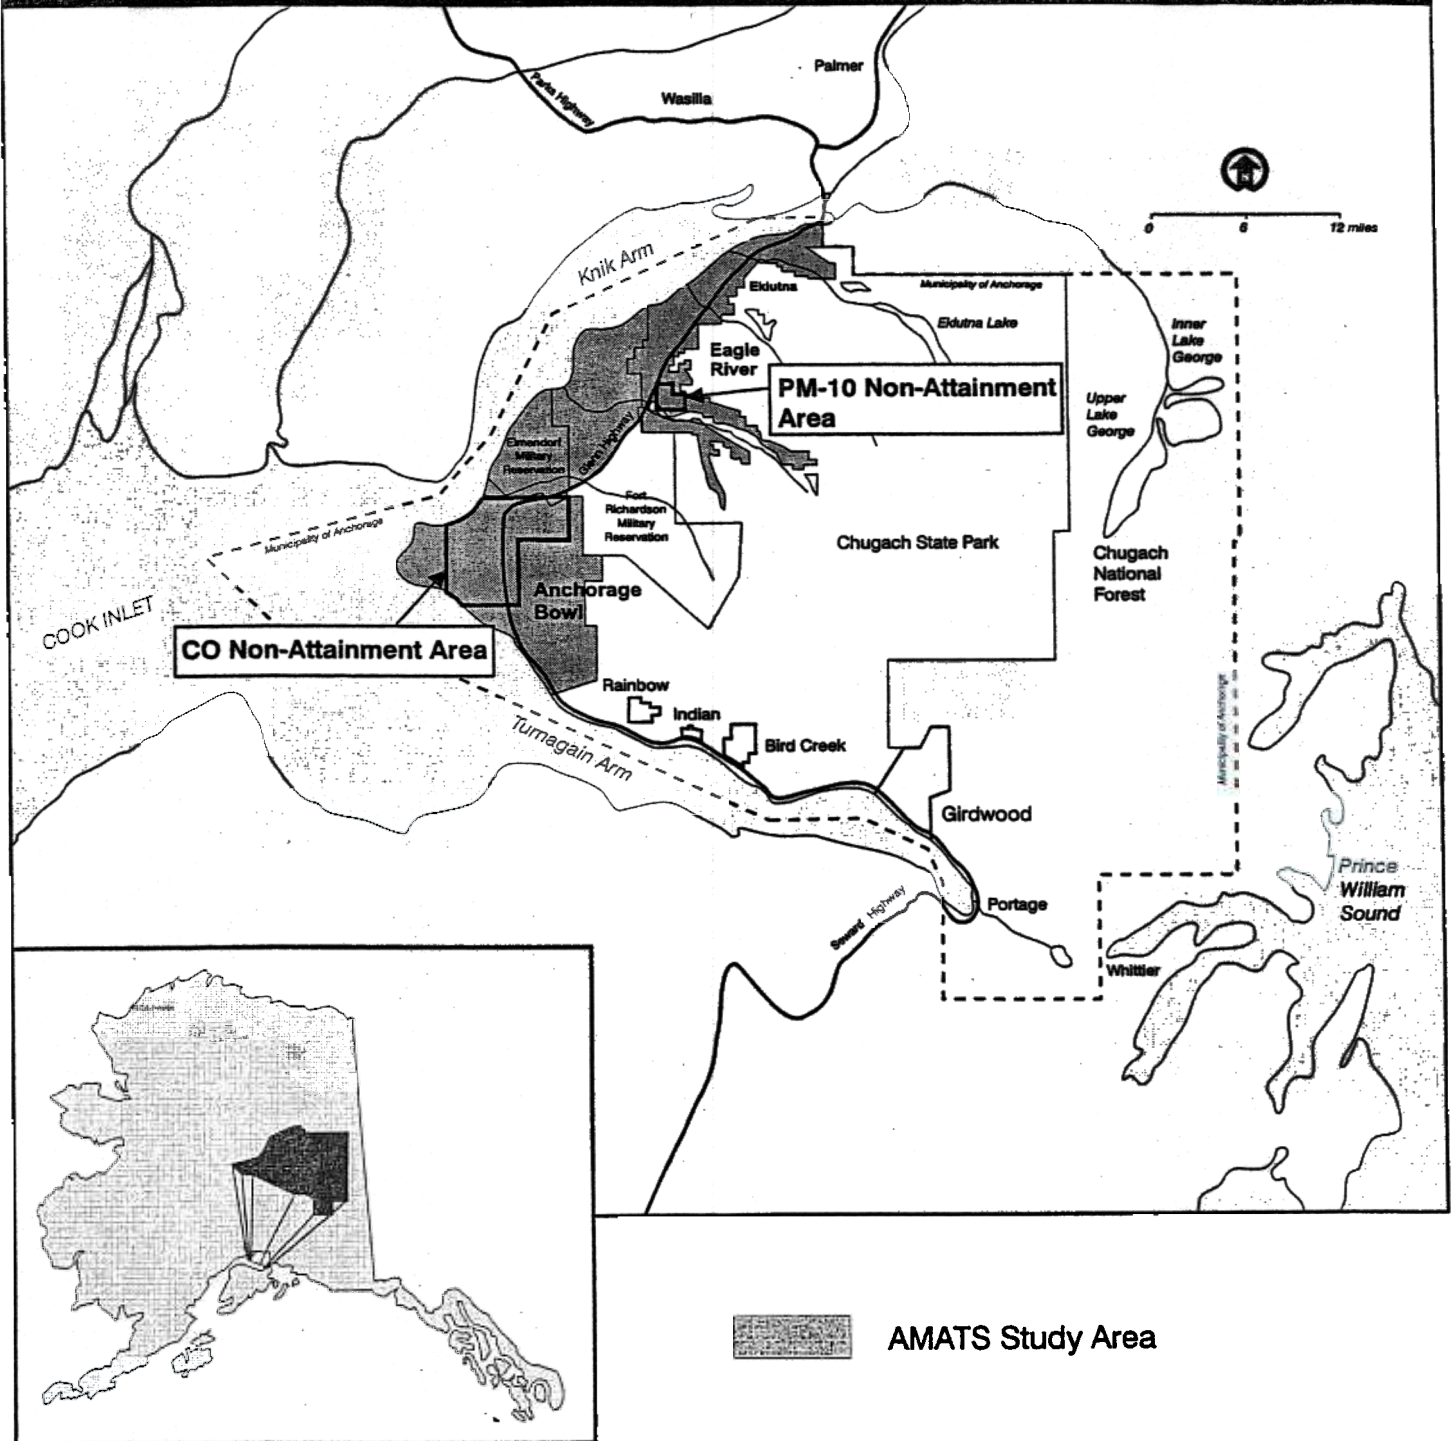 Palmer
Parks Highway
Wasilla
0 6 12 miles
Knik Arm
Eklutna
Municipality of Anchorage
Eklutna Lake
Inner
Lake
George
Eagle
River
PM-10 Non-Attainment
Area
Upper
Lake
George
Elmendorf
Military
Reservation
Glenn Highway
Fort
Richardson
Military
Reservation
Municipality of Anchorage
Chugach State Park
Chugach
National
Forest
Anchorage
Bowl
COOK INLET
CO Non-Attainment Area
Rainbow
Indian
Bird Creek
Turnagain Arm
Municipality of Anchorage
Girdwood
Prince
William
Sound
Portage
Seward Highway
Whittier
AMATS Study Area